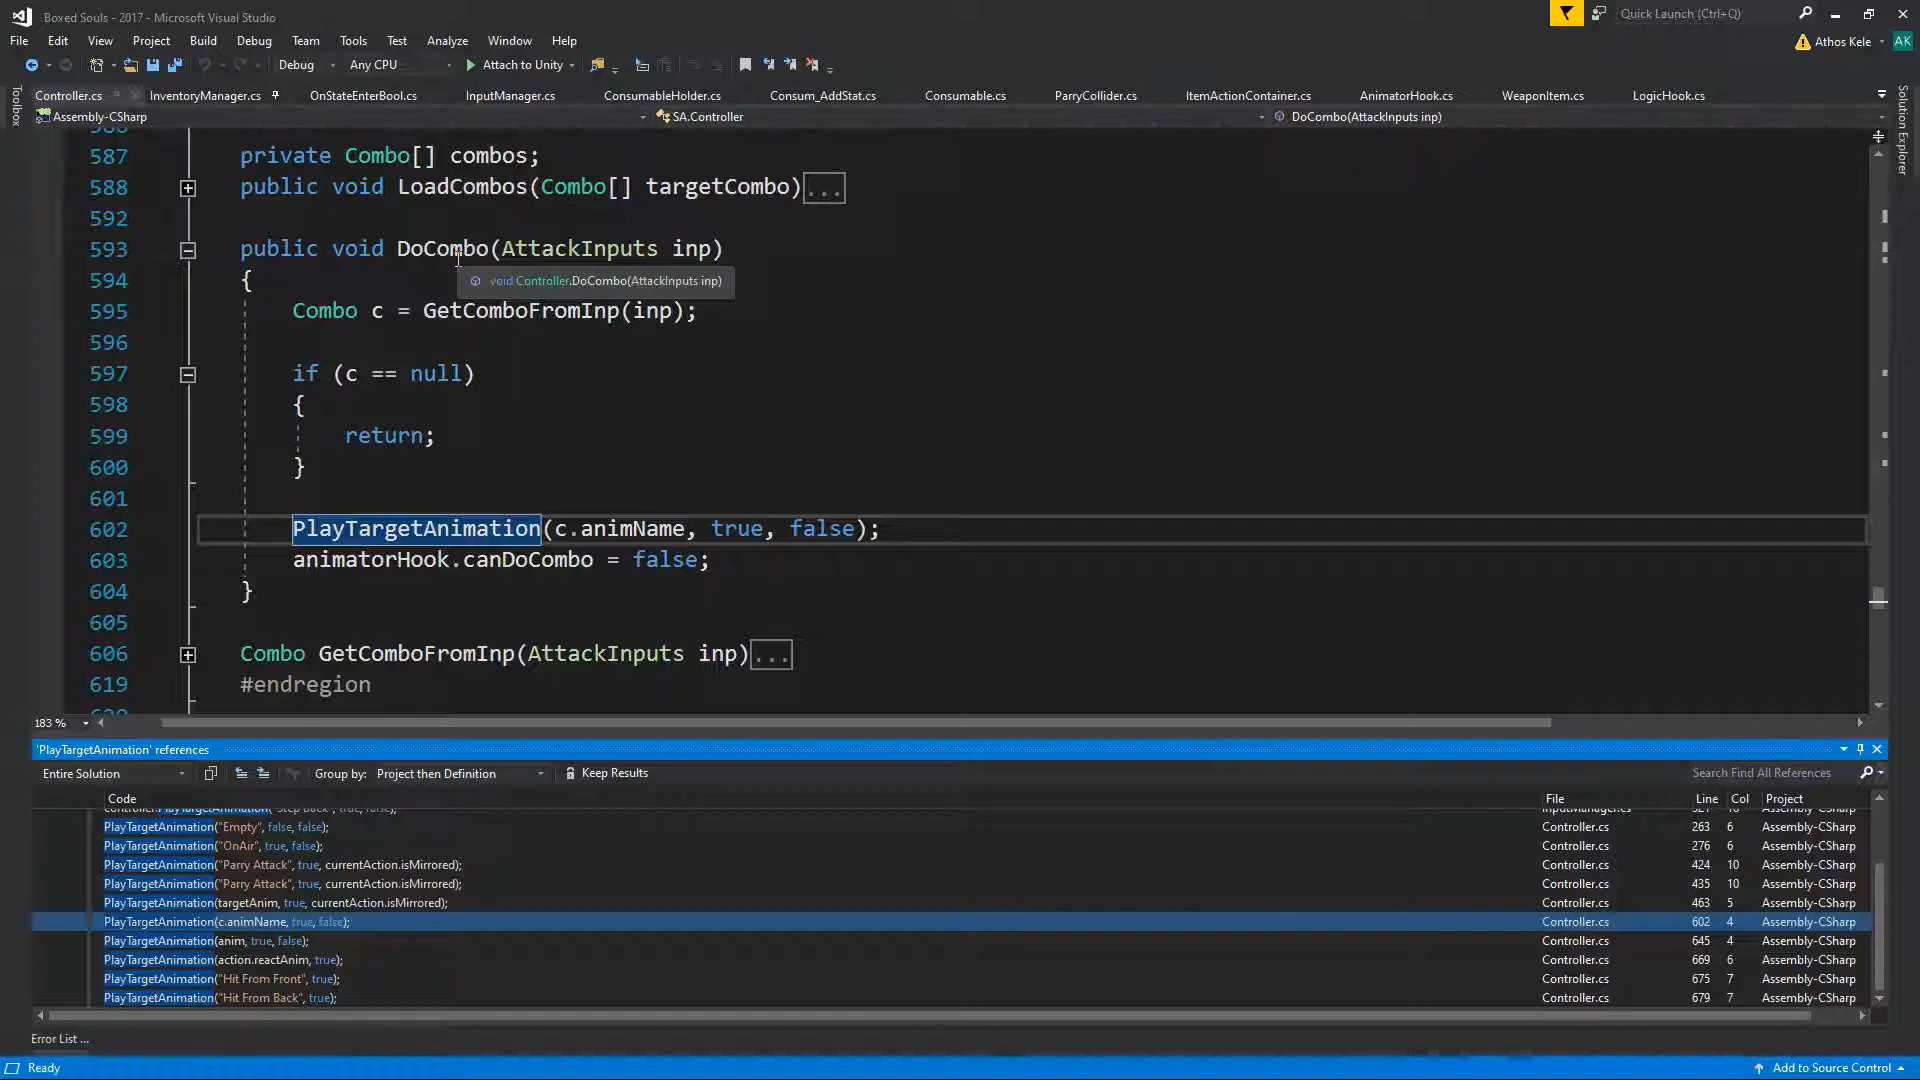 Boxed Souls - 2017 - Microsoft Visual Studio
Quick Launch (Ctrl+Q)
File Edit View Project Build Debug Team Tools Test Analyze Window Help
Athos Kele AK
Debug Any CPU Attach to Unity
Toolbox
Solution Explorer
Controller.cs InventoryManager.cs OnStateEnterBool.cs InputManager.cs ConsumableHolder.cs Consum_AddStat.cs Consumable.cs ParryCollider.cs ItemActionContainer.cs AnimatorHook.cs WeaponItem.cs LogicHook.cs
Assembly-CSharp SA.Controller DoCombo(AttackInputs inp)
587 private Combo[] combos;
588 public void LoadCombos(Combo[] targetCombo)...
592
593 public void DoCombo(AttackInputs inp)
594 {
void Controller.DoCombo(AttackInputs inp)
595 Combo c = GetComboFromInp(inp);
596
597 if (c == null)
598 {
599 return;
600 }
601
602 PlayTargetAnimation(c.animName, true, false);
603 animatorHook.canDoCombo = false;
604 }
605
606 Combo GetComboFromInp(AttackInputs inp)...
619 #endregion
183 %
'PlayTargetAnimation' references
Entire Solution Group by: Project then Definition Keep Results Search Find All References
Code File Line Col Project
controller.PlayTargetAnimation("Step Back", true, false); InputManager.cs Assembly-CSharp
PlayTargetAnimation("Empty", false, false); Controller.cs 263 6 Assembly-CSharp
PlayTargetAnimation("OnAir", true, false); Controller.cs 276 6 Assembly-CSharp
PlayTargetAnimation("Parry Attack", true, currentAction.isMirrored); Controller.cs 424 10 Assembly-CSharp
PlayTargetAnimation("Parry Attack", true, currentAction.isMirrored); Controller.cs 435 10 Assembly-CSharp
PlayTargetAnimation(targetAnim, true, currentAction.isMirrored); Controller.cs 463 5 Assembly-CSharp
PlayTargetAnimation(c.animName, true, false); Controller.cs 602 4 Assembly-CSharp
PlayTargetAnimation(anim, true, false); Controller.cs 645 4 Assembly-CSharp
PlayTargetAnimation(action.reactAnim, true); Controller.cs 669 6 Assembly-CSharp
PlayTargetAnimation("Hit From Front", true); Controller.cs 675 7 Assembly-CSharp
PlayTargetAnimation("Hit From Back", true); Controller.cs 679 7 Assembly-CSharp
Error List ...
Ready Add to Source Control